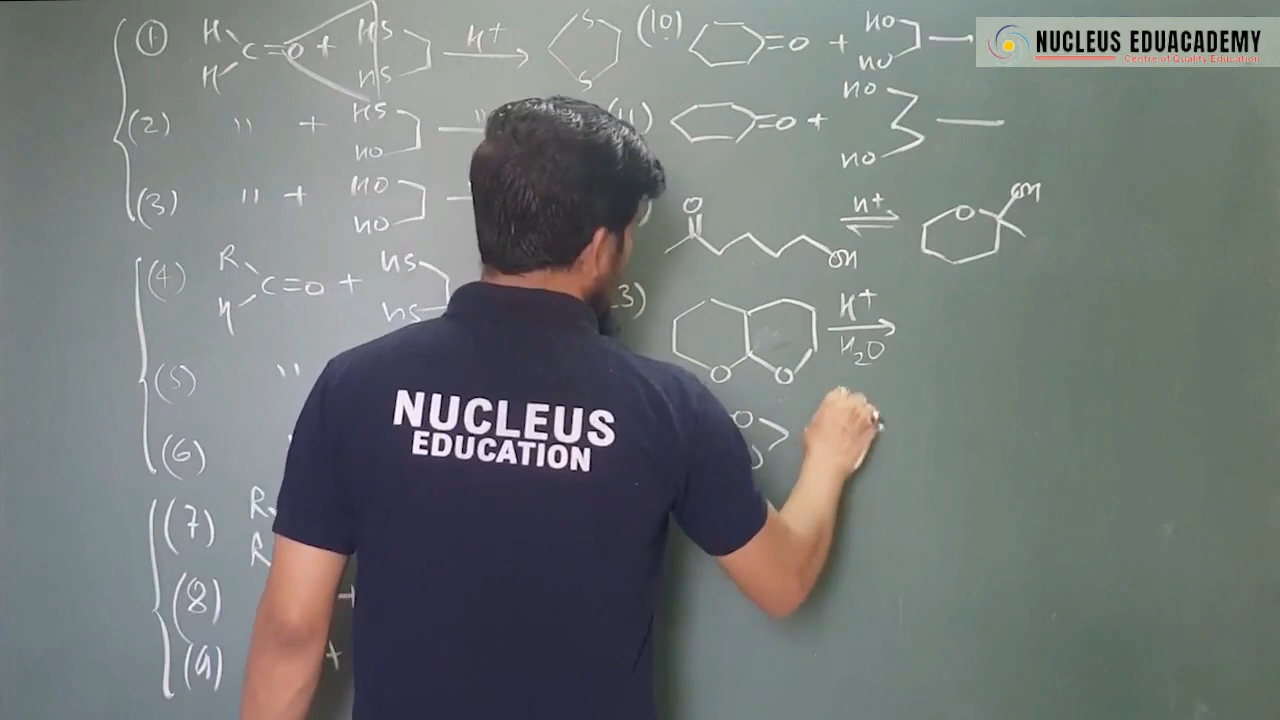 NUCLEUS EDUACADEMY
Centre of Quality Education
(1) H H C=O + HS HS H+ S S
(2) " + HS HO "
(3) " + HO HO
(4) R H C=O + HS HS
(5) "
(6)
(7) R R
(8) +
(9) +
(10) =O + HO HO
=O + HO HO
O OH H+ O OH
3) O O H+ H2O
O
NUCLEUS
EDUCATION